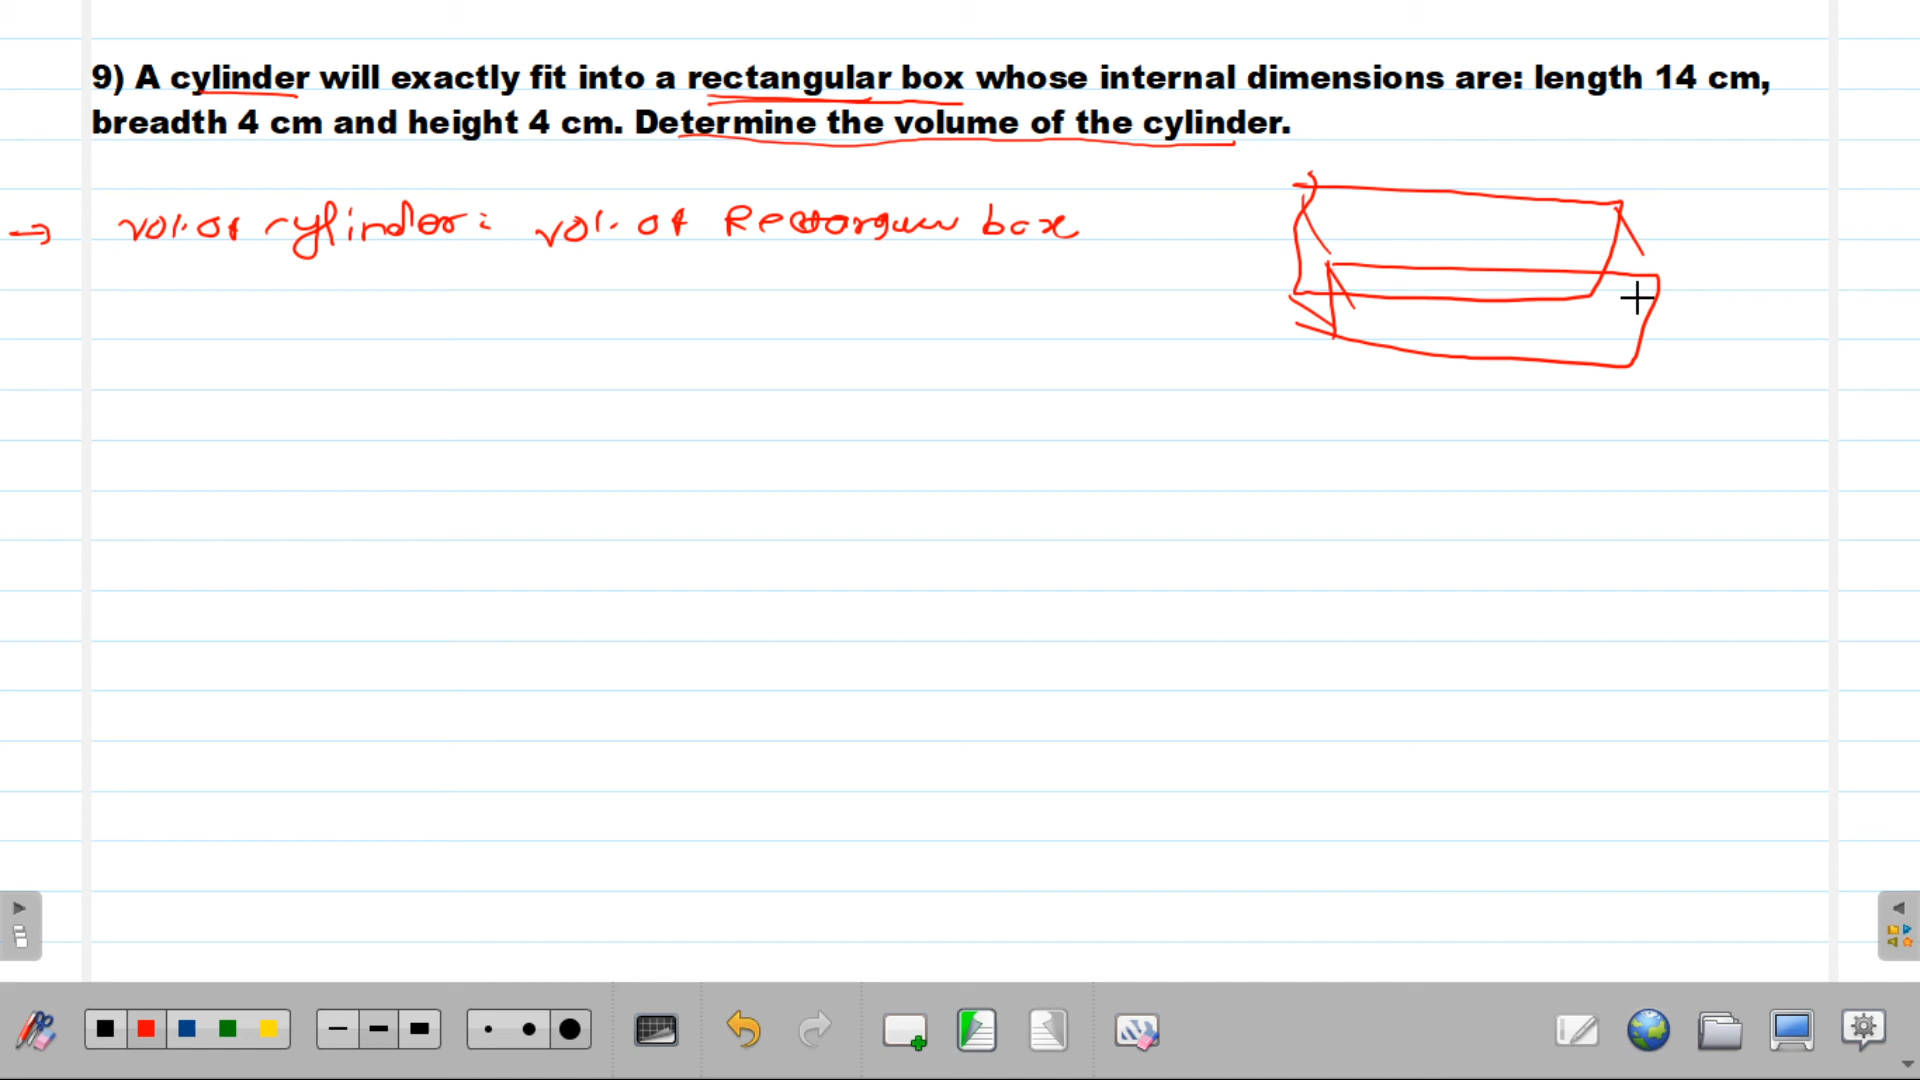 9) A cylinder will exactly fit into a rectangular box whose internal dimensions are: length 14 cm,
breadth 4 cm and height 4 cm. Determine the volume of the cylinder.
→ vol. of cylinder = vol. of Rectangular box